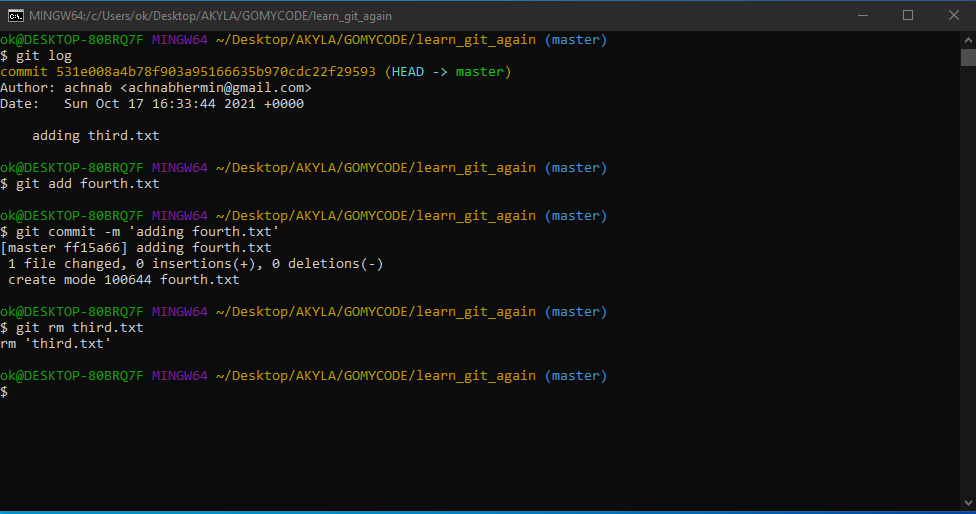 MINGW64:/c/Users/ok/Desktop/AKYLA/GOMYCODE/learn_git_again
ok@DESKTOP-80BRQ7F MINGW64 ~/Desktop/AKYLA/GOMYCODE/learn_git_again (master)
$ git log
commit 531e008a4b78f903a95166635b970cdc22f29593 (HEAD -> master)
Author: achnab <achnabhermin@gmail.com>
Date:   Sun Oct 17 16:33:44 2021 +0000
    adding third.txt
ok@DESKTOP-80BRQ7F MINGW64 ~/Desktop/AKYLA/GOMYCODE/learn_git_again (master)
$ git add fourth.txt
ok@DESKTOP-80BRQ7F MINGW64 ~/Desktop/AKYLA/GOMYCODE/learn_git_again (master)
$ git commit -m 'adding fourth.txt'
[master ff15a66] adding fourth.txt
 1 file changed, 0 insertions(+), 0 deletions(-)
 create mode 100644 fourth.txt
ok@DESKTOP-80BRQ7F MINGW64 ~/Desktop/AKYLA/GOMYCODE/learn_git_again (master)
$ git rm third.txt
rm 'third.txt'
ok@DESKTOP-80BRQ7F MINGW64 ~/Desktop/AKYLA/GOMYCODE/learn_git_again (master)
$